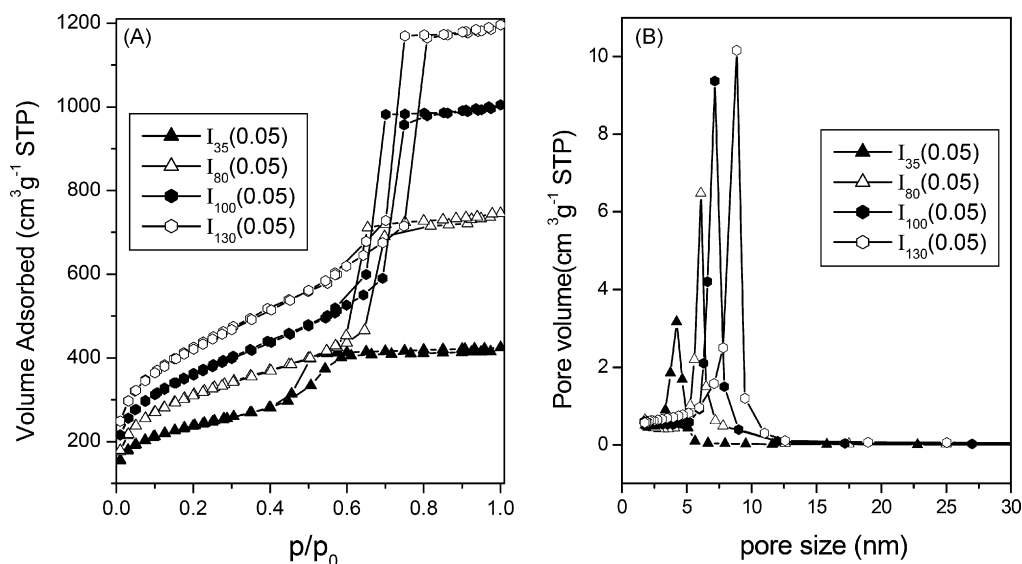 (A)
1200
1000
800
600
400
200
0.0 0.2 0.4 0.6 0.8 1.0
Volume Adsorbed (cm³g⁻¹ STP)
p/p₀
I₃₅(0.05)
I₈₀(0.05)
I₁₀₀(0.05)
I₁₃₀(0.05)
(B)
10
8
6
4
2
0
0 5 10 15 20 25 30
Pore volume(cm ³g⁻¹ STP)
pore size (nm)
I₃₅(0.05)
I₈₀(0.05)
I₁₀₀(0.05)
I₁₃₀(0.05)